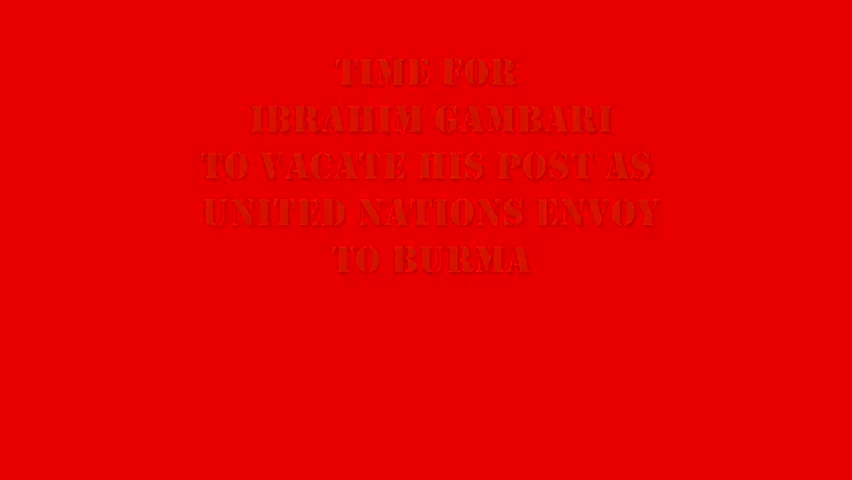 TIME FOR
IBRAHIM GAMBARI
TO VACATE HIS POST AS
UNITED NATIONS ENVOY
TO BURMA